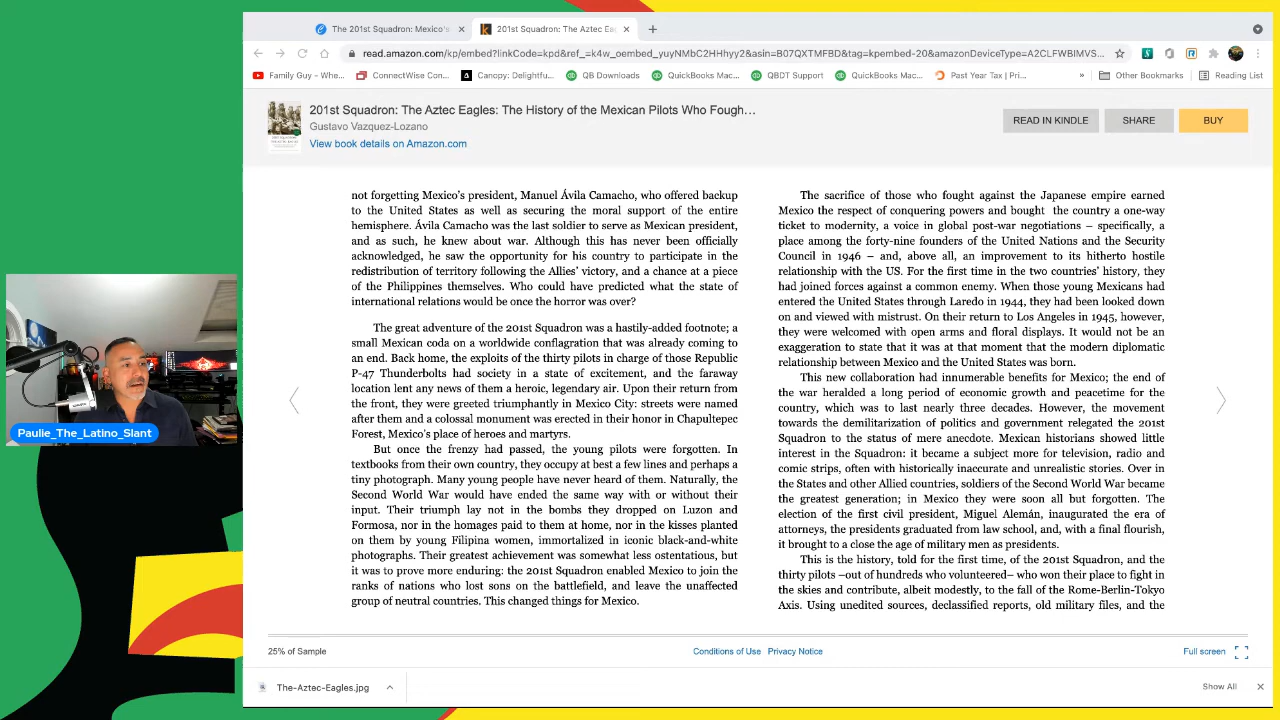 The 201st Squadron: Mexico's
201st Squadron: The Aztec Ea
read.amazon.com/kp/embed?linkCode=kpd&ref_=k4w_oembed_yuyNMbC2HHhyy2&asin=B07QXTMFBD&tag=kpembed-20&amazonDeviceType=A2CLFWBIMVS...
Family Guy – Whe...
ConnectWise Con...
Canopy: Delightfu...
QB Downloads
QuickBooks Mac...
QBDT Support
QuickBooks Mac...
Past Year Tax | Pri...
»
Other Bookmarks
Reading List
201st Squadron: The Aztec Eagles: The History of the Mexican Pilots Who Fough...
Gustavo Vazquez-Lozano
View book details on Amazon.com
READ IN KINDLE
SHARE
BUY
not forgetting Mexico's president, Manuel Ávila Camacho, who offered backup
to the United States as well as securing the moral support of the entire
hemisphere. Ávila Camacho was the last soldier to serve as Mexican president,
and as such, he knew about war. Although this has never been officially
acknowledged, he saw the opportunity for his country to participate in the
redistribution of territory following the Allies' victory, and a chance at a piece
of the Philippines themselves. Who could have predicted what the state of
international relations would be once the horror was over?
The great adventure of the 201st Squadron was a hastily-added footnote; a
small Mexican coda on a worldwide conflagration that was already coming to
an end. Back home, the exploits of the thirty pilots in charge of those Republic
P-47 Thunderbolts had society in a state of excitement, and the faraway
location lent any news of them a heroic, legendary air. Upon their return from
the front, they were greeted triumphantly in Mexico City: streets were named
after them and a colossal monument was erected in their honor in Chapultepec
Forest, Mexico's place of heroes and martyrs.
But once the frenzy had passed, the young pilots were forgotten. In
textbooks from their own country, they occupy at best a few lines and perhaps a
tiny photograph. Many young people have never heard of them. Naturally, the
Second World War would have ended the same way with or without their
input. Their triumph lay not in the bombs they dropped on Luzon and
Formosa, nor in the homages paid to them at home, nor in the kisses planted
on them by young Filipina women, immortalized in iconic black-and-white
photographs. Their greatest achievement was somewhat less ostentatious, but
it was to prove more enduring: the 201st Squadron enabled Mexico to join the
ranks of nations who lost sons on the battlefield, and leave the unaffected
group of neutral countries. This changed things for Mexico.
The sacrifice of those who fought against the Japanese empire earned
Mexico the respect of conquering powers and bought the country a one-way
ticket to modernity, a voice in global post-war negotiations – specifically, a
place among the forty-nine founders of the United Nations and the Security
Council in 1946 – and, above all, an improvement to its hitherto hostile
relationship with the US. For the first time in the two countries' history, they
had joined forces against a common enemy. When those young Mexicans had
entered the United States through Laredo in 1944, they had been looked down
on and viewed with mistrust. On their return to Los Angeles in 1945, however,
they were welcomed with open arms and floral displays. It would not be an
exaggeration to state that it was at that moment that the modern diplomatic
relationship between Mexico and the United States was born.
This new collaboration had innumerable benefits for Mexico; the end of
the war heralded a long period of economic growth and peacetime for the
country, which was to last nearly three decades. However, the movement
towards the demilitarization of politics and government relegated the 201st
Squadron to the status of mere anecdote. Mexican historians showed little
interest in the Squadron: it became a subject more for television, radio and
comic strips, often with historically inaccurate and unrealistic stories. Over in
the States and other Allied countries, soldiers of the Second World War became
the greatest generation; in Mexico they were soon all but forgotten. The
election of the first civil president, Miguel Alemán, inaugurated the era of
attorneys, the presidents graduated from law school, and, with a final flourish,
it brought to a close the age of military men as presidents.
This is the history, told for the first time, of the 201st Squadron, and the
thirty pilots –out of hundreds who volunteered– who won their place to fight in
the skies and contribute, albeit modestly, to the fall of the Rome-Berlin-Tokyo
Axis. Using unedited sources, declassified reports, old military files, and the
Paulie_The_Latino_Slant
25% of Sample
Conditions of Use
Privacy Notice
Full screen
The-Aztec-Eagles.jpg
Show All